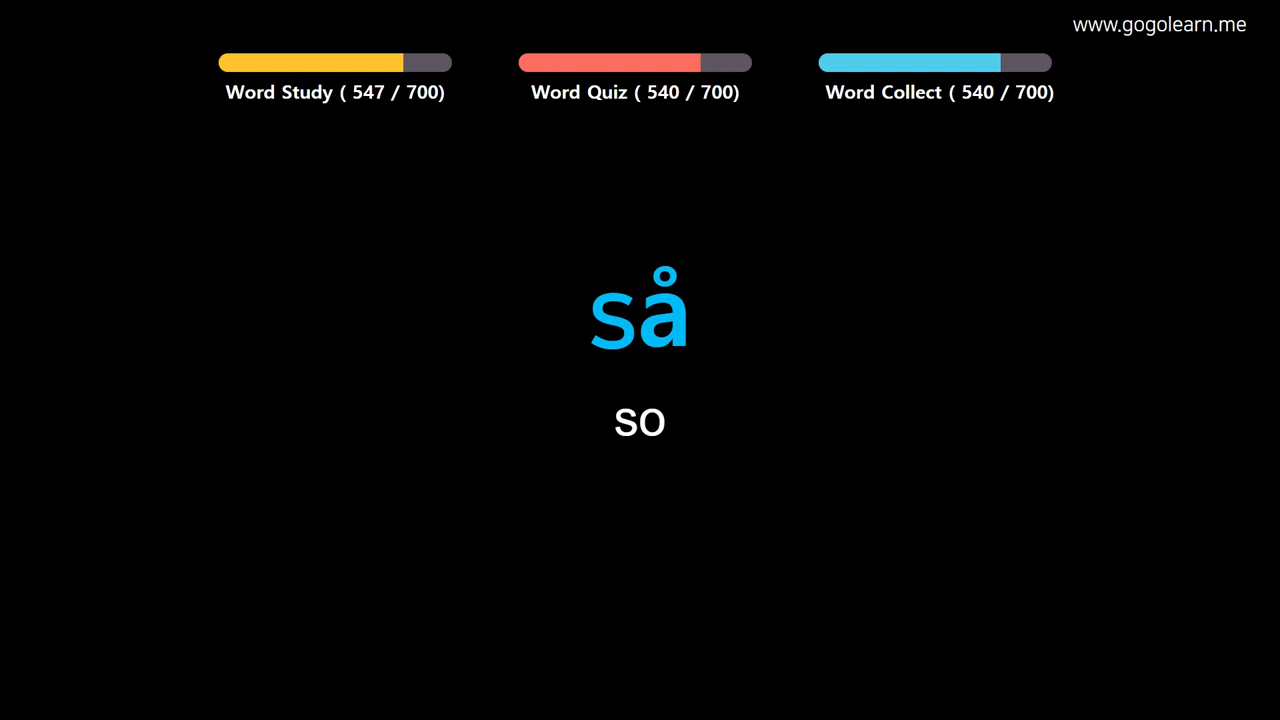 www.gogolearn.me
Word Study ( 547 / 700)
Word Quiz ( 540 / 700)
Word Collect ( 540 / 700)
så
so